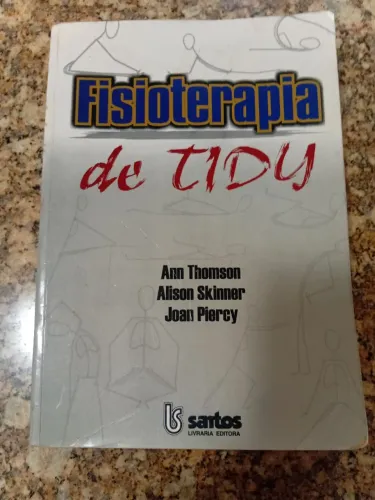 Fisioterapia
de TIDY
Ann Thomson
Alison Skinner
Joan Piercy
santos
LIVRARIA EDITORA